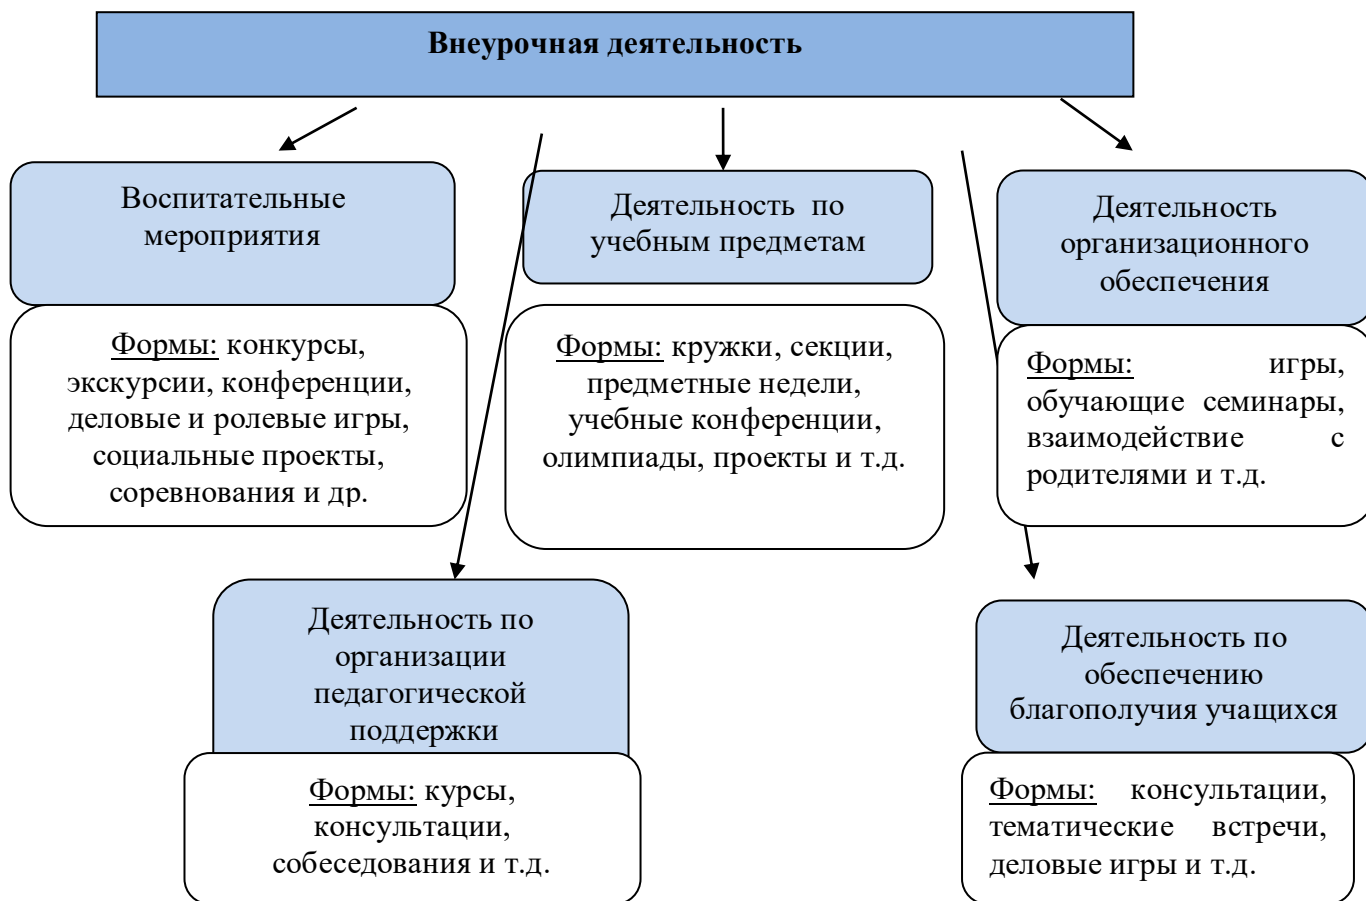 Внеурочная деятельность
Воспитательные
мероприятия
Формы: конкурсы,
экскурсии, конференции,
деловые и ролевые игры,
социальные проекты,
соревнования и др.
Деятельность по
учебным предметам
Формы: кружки, секции,
предметные недели,
учебные конференции,
олимпиады, проекты и т.д.
Деятельность
организационного
обеспечения
Формы: игры,
обучающие семинары,
взаимодействие с
родителями и т.д.
Деятельность по
организации
педагогической
поддержки
Формы: курсы,
консультации,
собеседования и т.д.
Деятельность по
обеспечению
благополучия учащихся
Формы: консультации,
тематические встречи,
деловые игры и т.д.